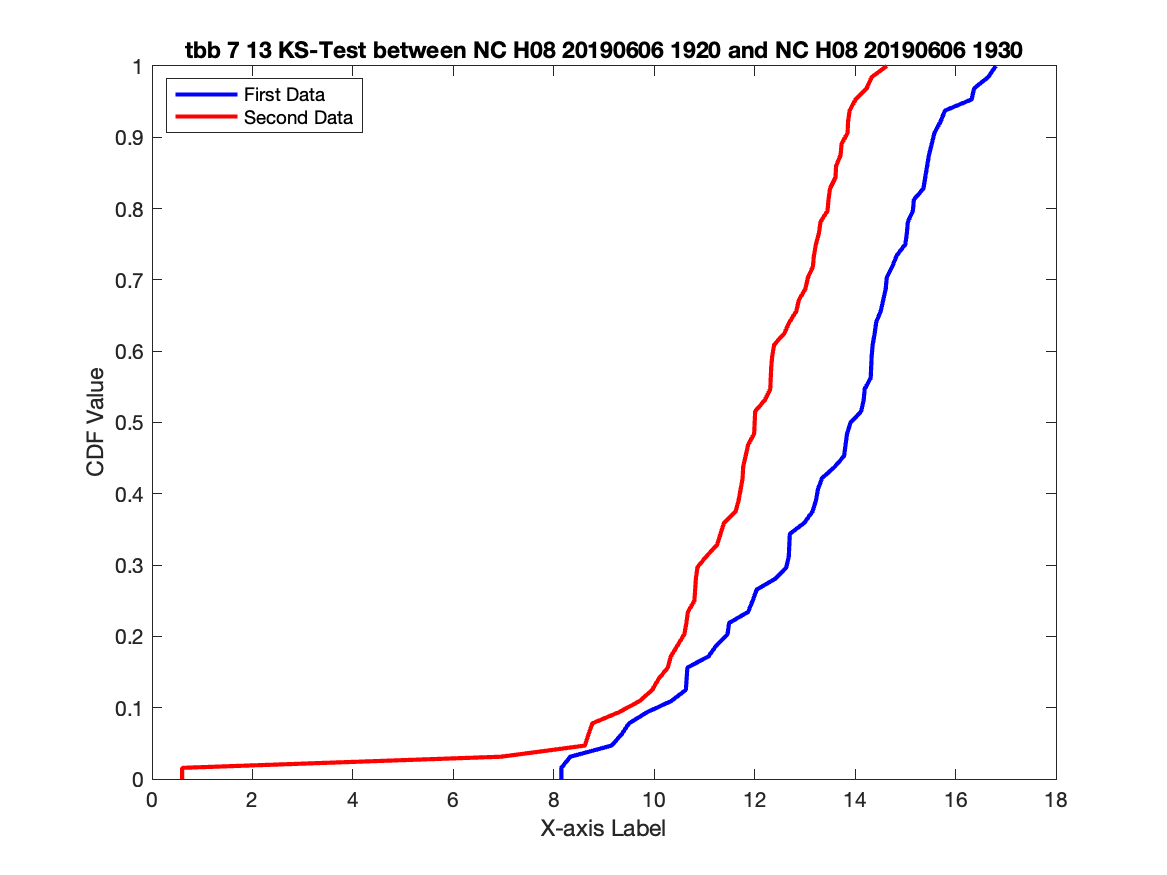 tbb 7 13 KS-Test between NC H08 20190606 1920 and NC H08 20190606 1930
First Data
Second Data
1
0.9
0.8
0.7
0.6
0.5
0.4
0.3
0.2
0.1
0
CDF Value
0 2 4 6 8 10 12 14 16 18
X-axis Label